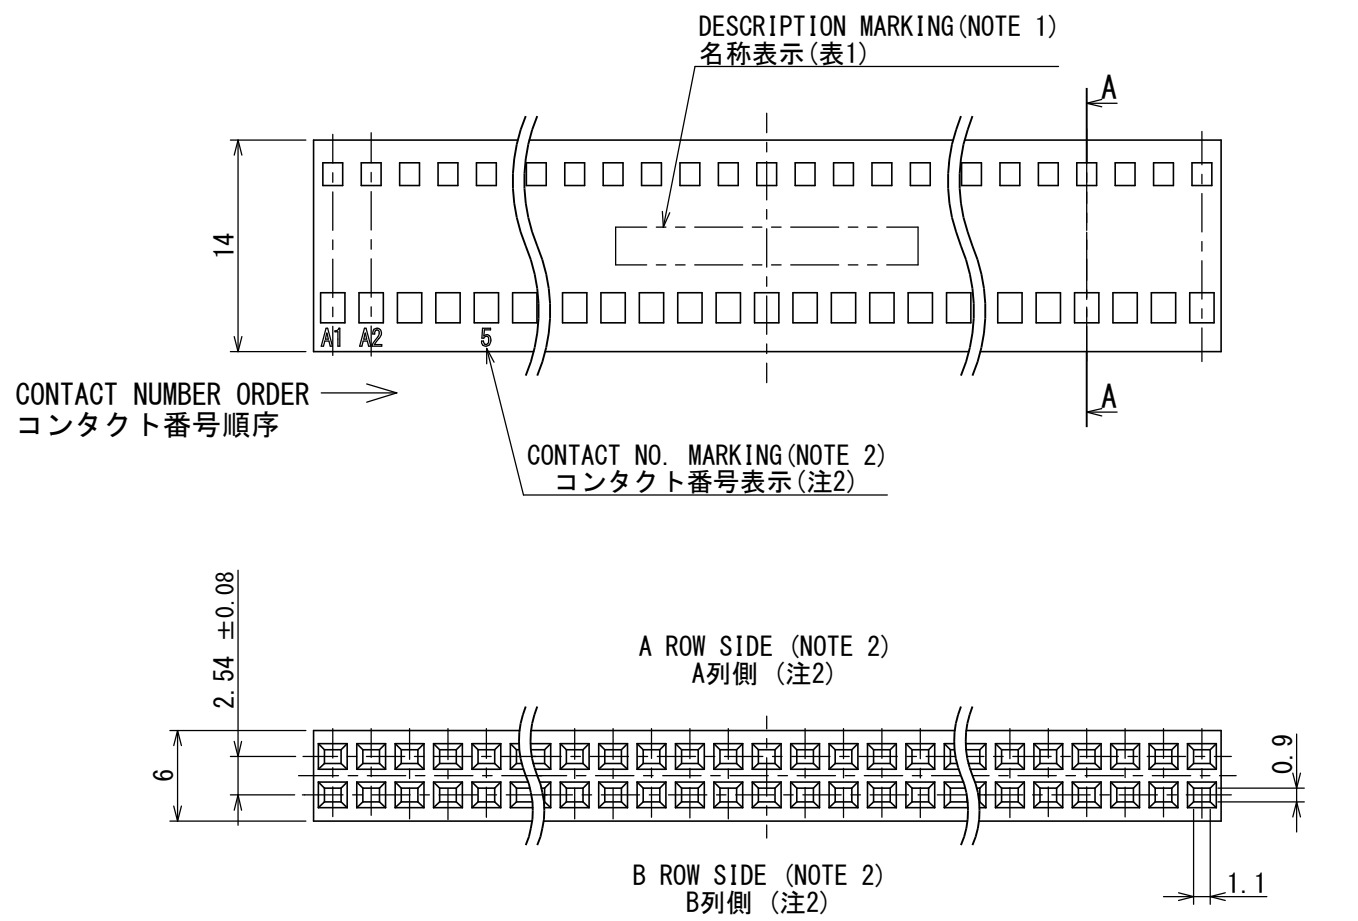 DESCRIPTION MARKING(NOTE 1)
名称表示(表1)
A
14
A1 A2 5
A
CONTACT NUMBER ORDER
コンタクト番号順序
CONTACT NO. MARKING(NOTE 2)
コンタクト番号表示(注2)
2.54 ±0.08
A ROW SIDE (NOTE 2)
A列側 (注2)
6
0.9
B ROW SIDE (NOTE 2)
B列側 (注2)
1.1